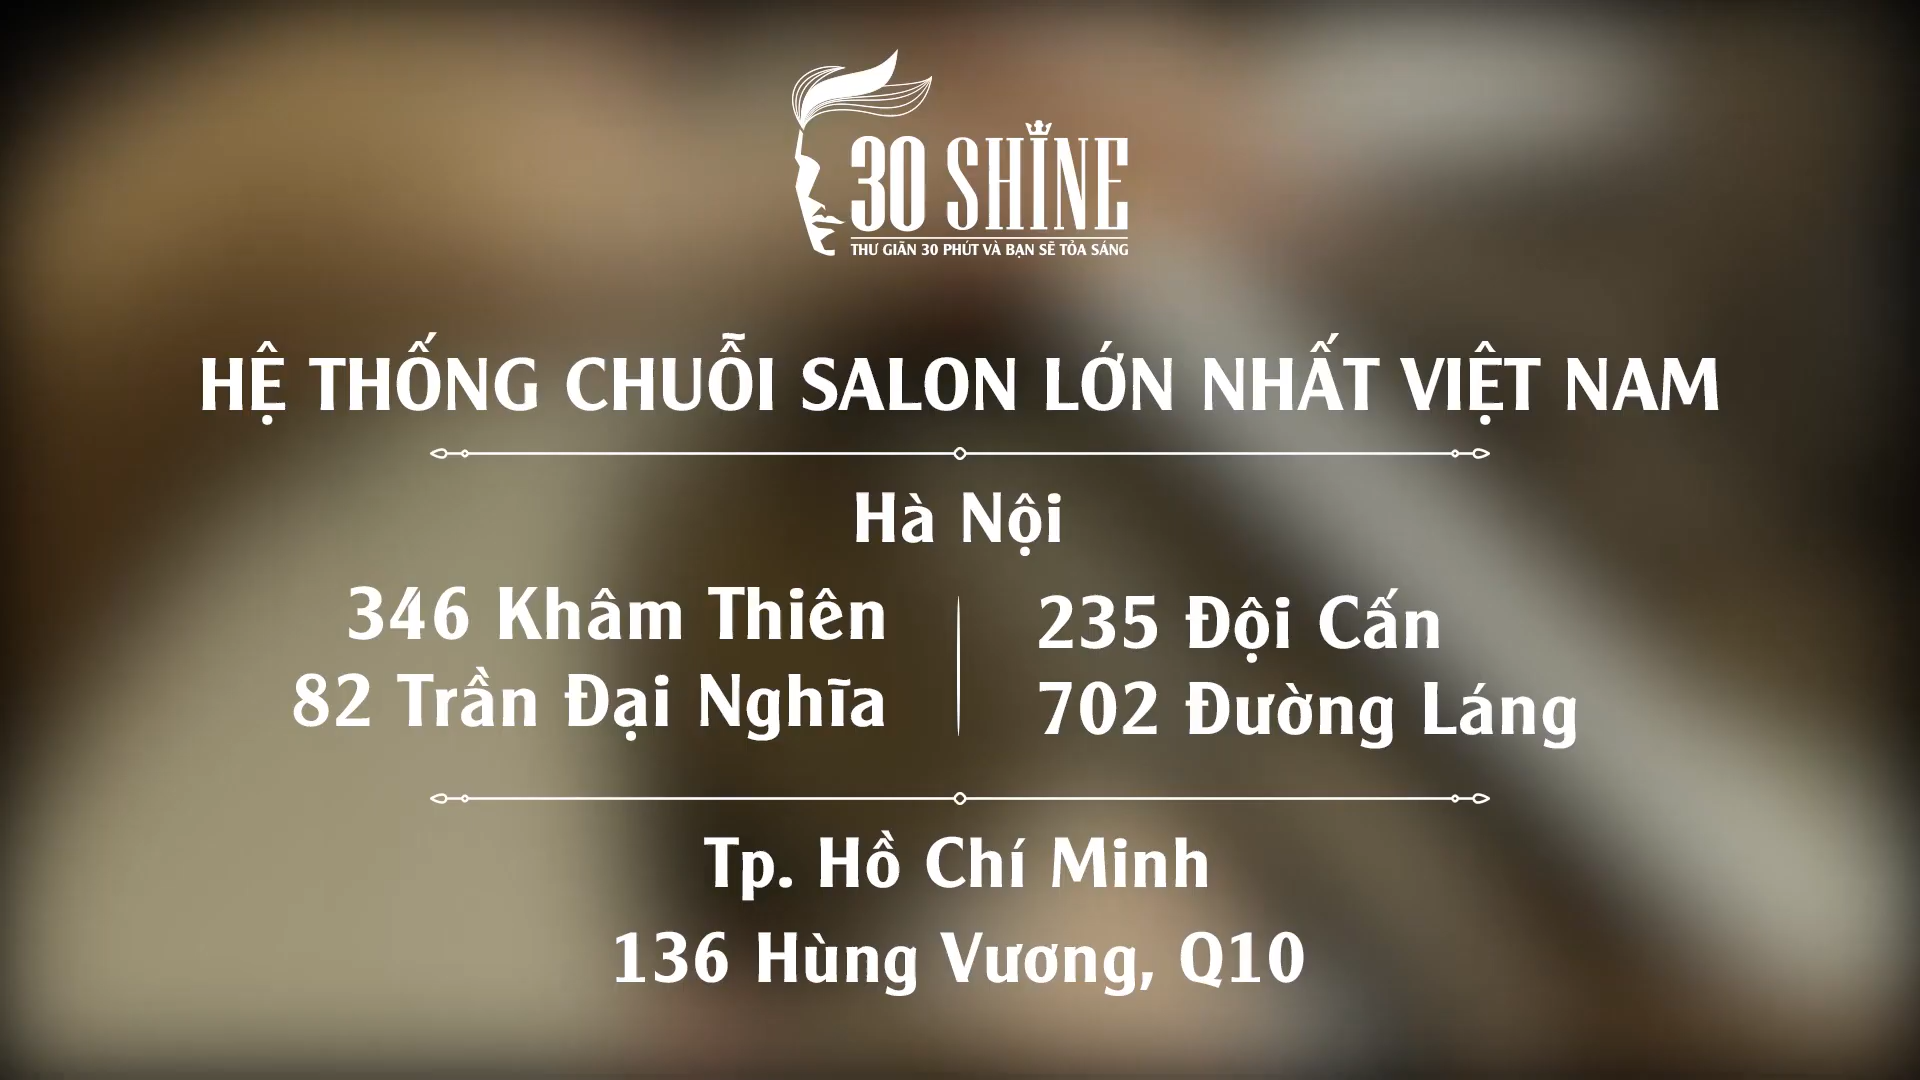 30 SHINE
THƯ GIÃN 30 PHÚT VÀ BẠN SẼ TỎA SÁNG
HỆ THỐNG CHUỖI SALON LỚN NHẤT VIỆT NAM
Hà Nội
346 Khâm Thiên
82 Trần Đại Nghĩa
235 Đội Cấn
702 Đường Láng
Tp. Hồ Chí Minh
136 Hùng Vương, Q10